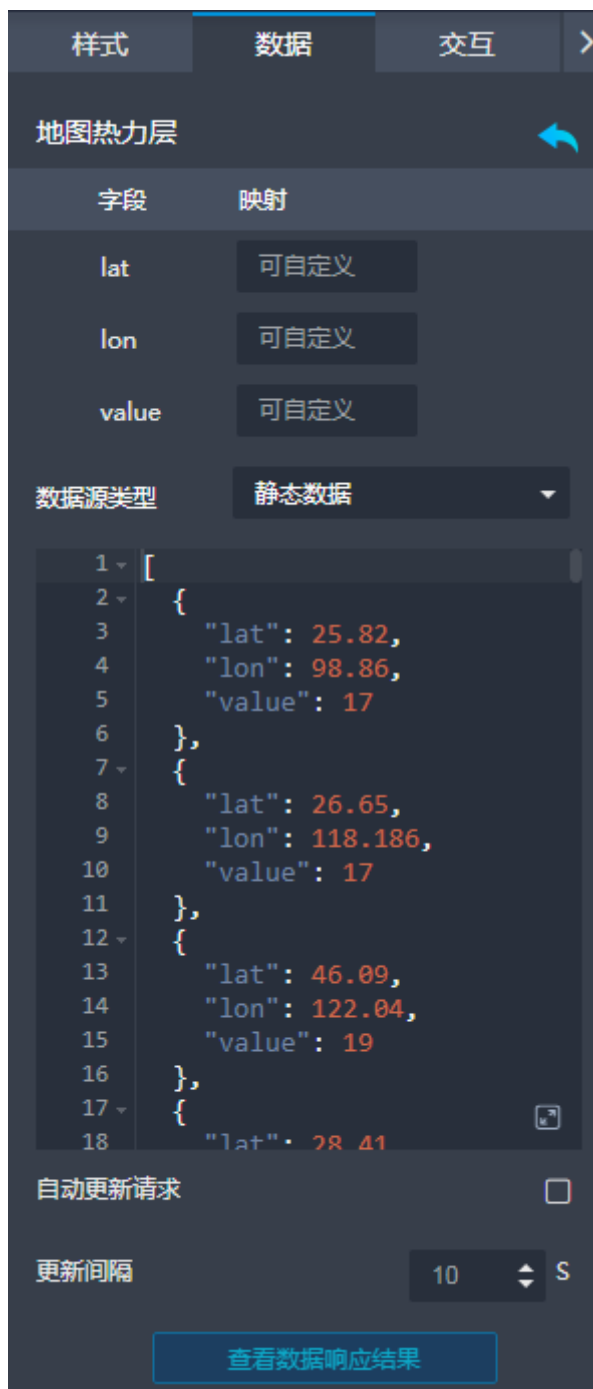 样式 数据 交互
地图热力层
字段 映射
lat 可自定义
lon 可自定义
value 可自定义
数据源类型 静态数据
1 [
2 {
3 "lat": 25.82,
4 "lon": 98.86,
5 "value": 17
6 },
7 {
8 "lat": 26.65,
9 "lon": 118.186,
10 "value": 17
11 },
12 {
13 "lat": 46.09,
14 "lon": 122.04,
15 "value": 19
16 },
17 {
18 "lat": 28.41
自动更新请求
更新间隔 10 S
查看数据响应结果